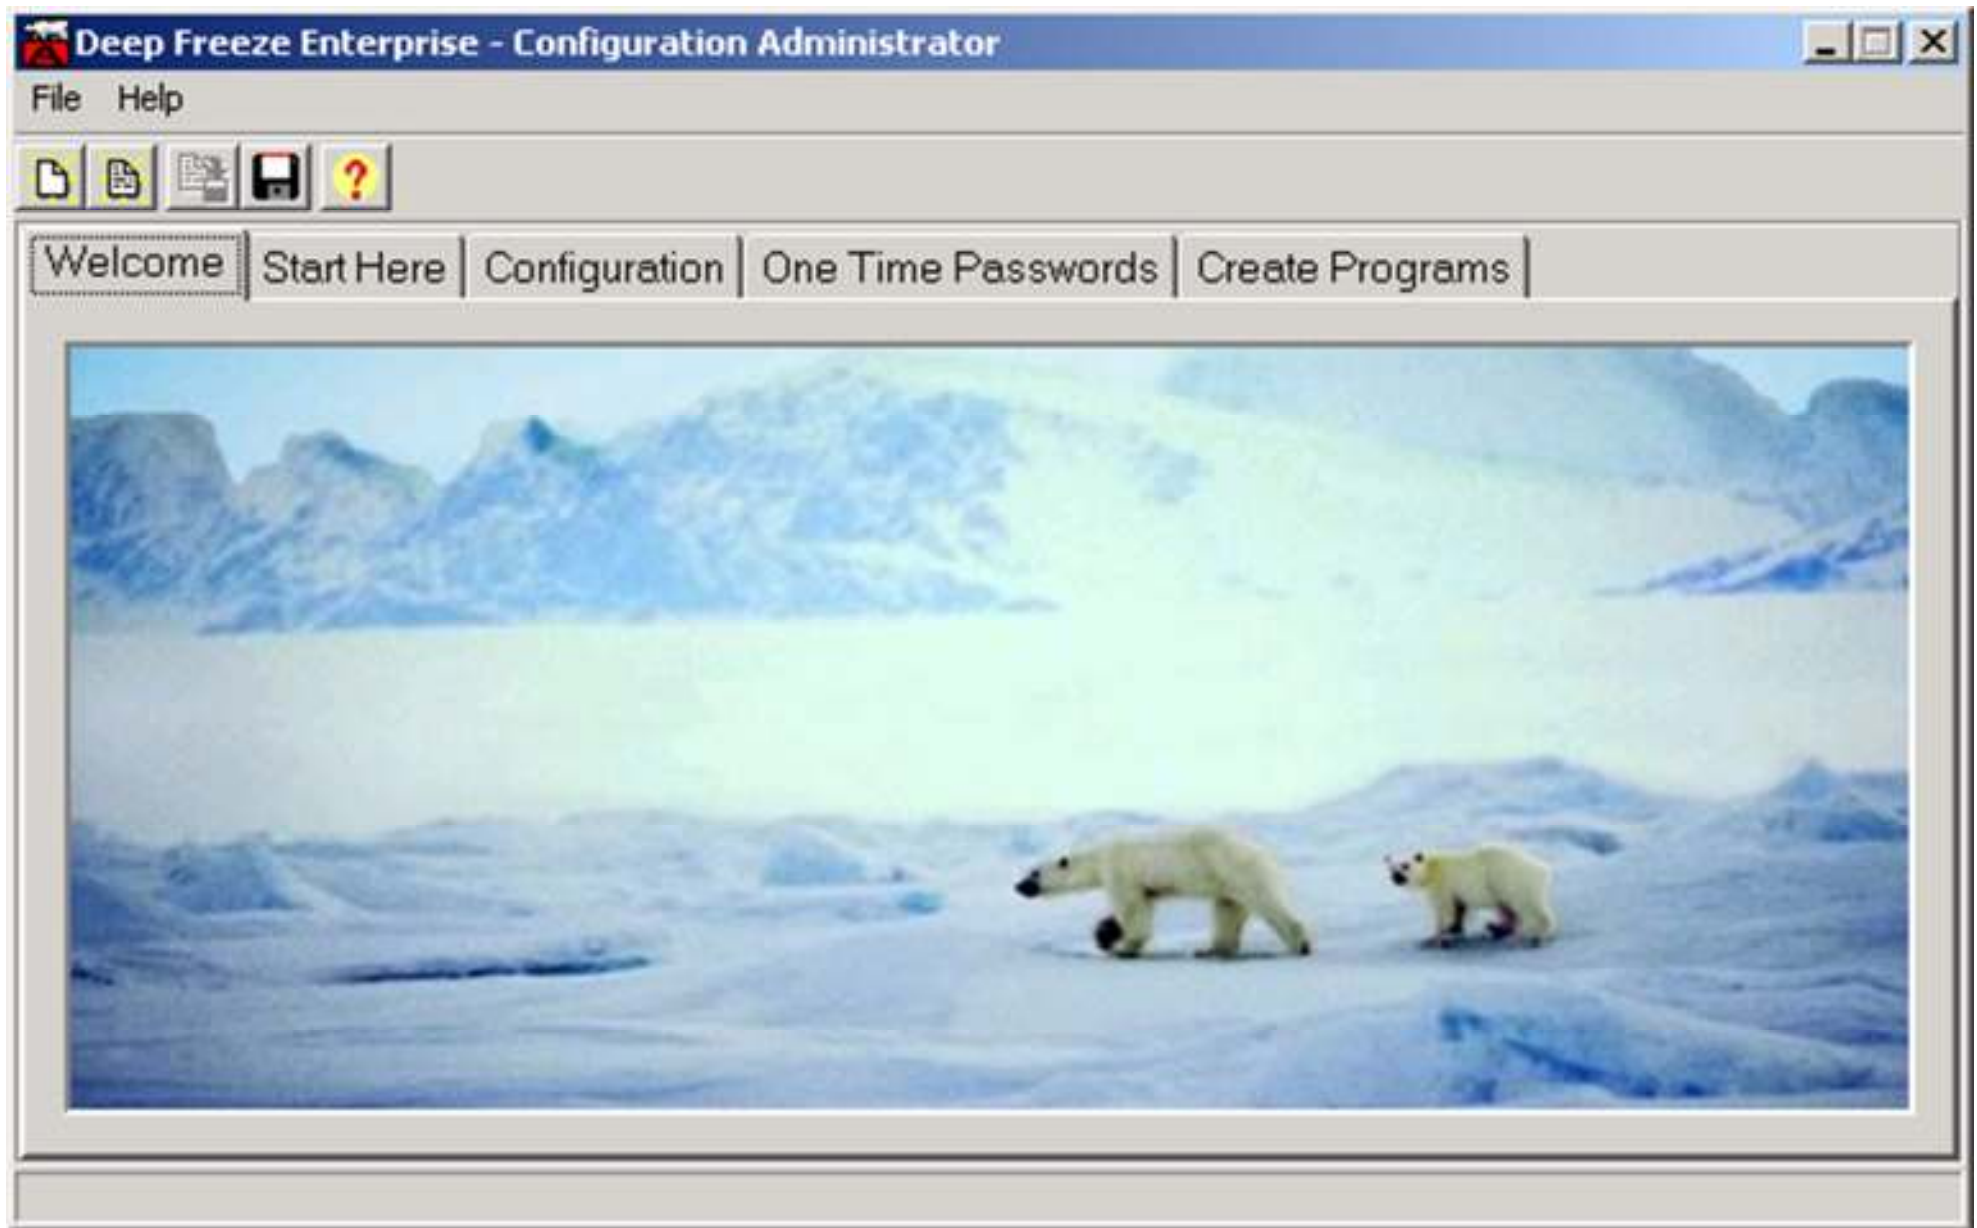 Deep Freeze Enterprise - Configuration Administrator
File Help
?
Welcome Start Here Configuration One Time Passwords Create Programs